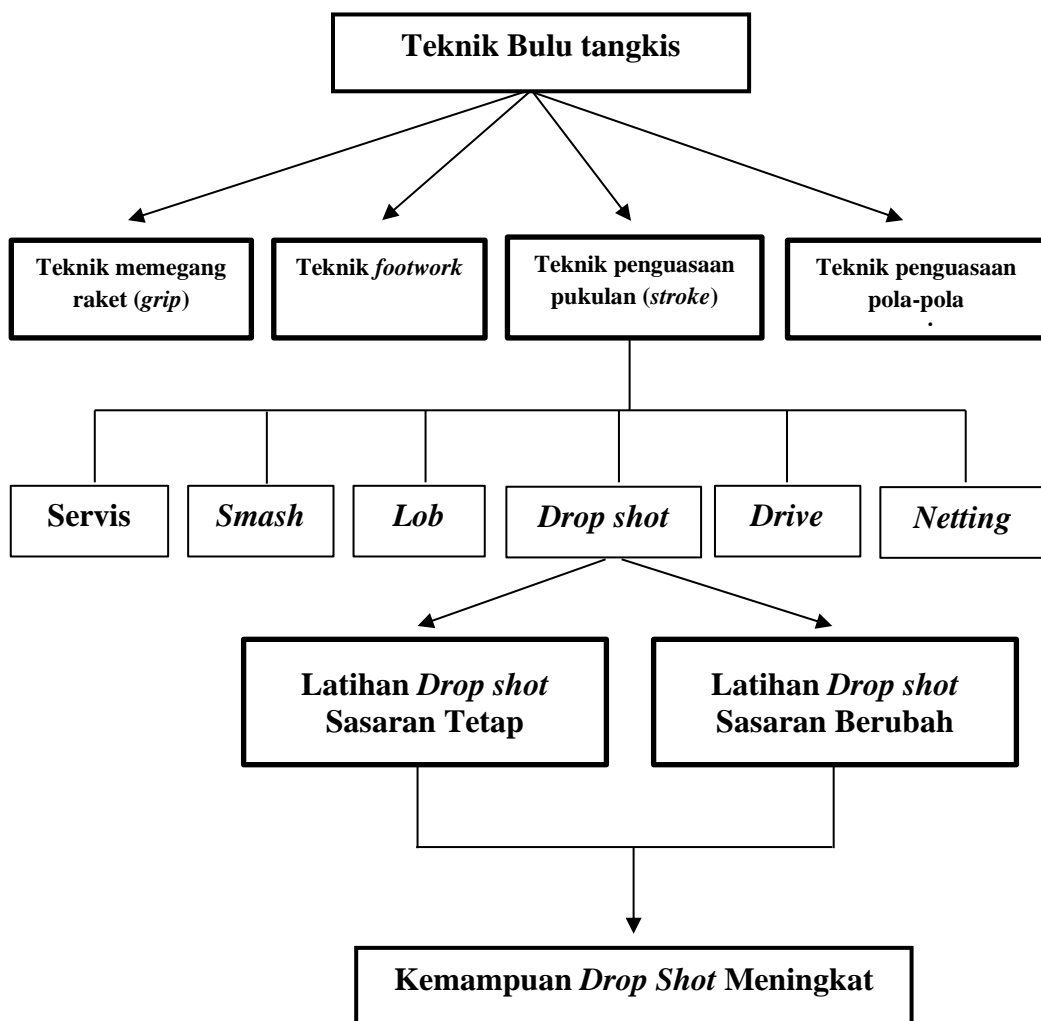 Teknik Bulu tangkis
Teknik memegang
raket (grip)
Teknik footwork
Teknik penguasaan
pukulan (stroke)
Teknik penguasaan
pola-pola
Servis
Smash
Lob
Drop shot
Drive
Netting
Latihan Drop shot
Sasaran Tetap
Latihan Drop shot
Sasaran Berubah
Kemampuan Drop Shot Meningkat